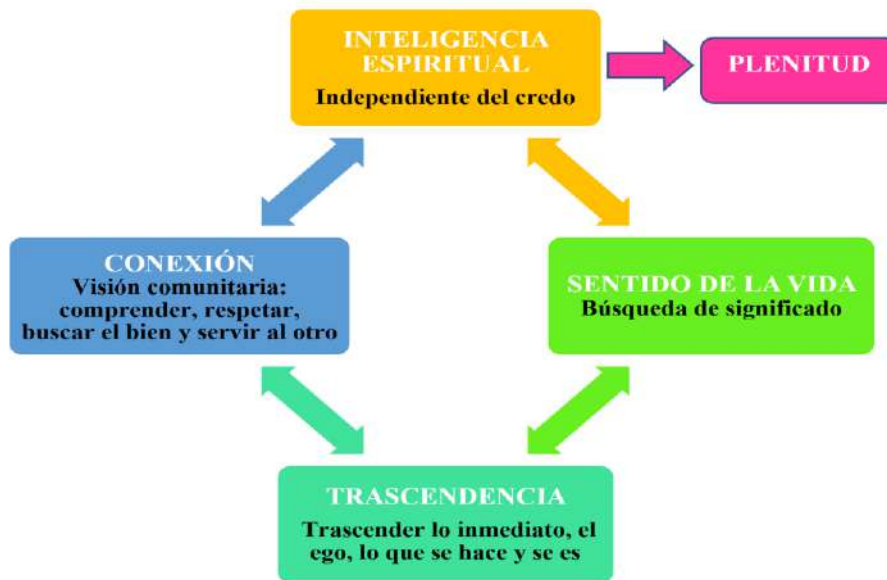 INTELIGENCIA
ESPIRITUAL
Independiente del credo
PLENITUD
CONEXIÓN
Visión comunitaria:
comprender, respetar,
buscar el bien y servir al otro
SENTIDO DE LA VIDA
Búsqueda de significado
TRASCENDENCIA
Trascender lo inmediato, el
ego, lo que se hace y se es